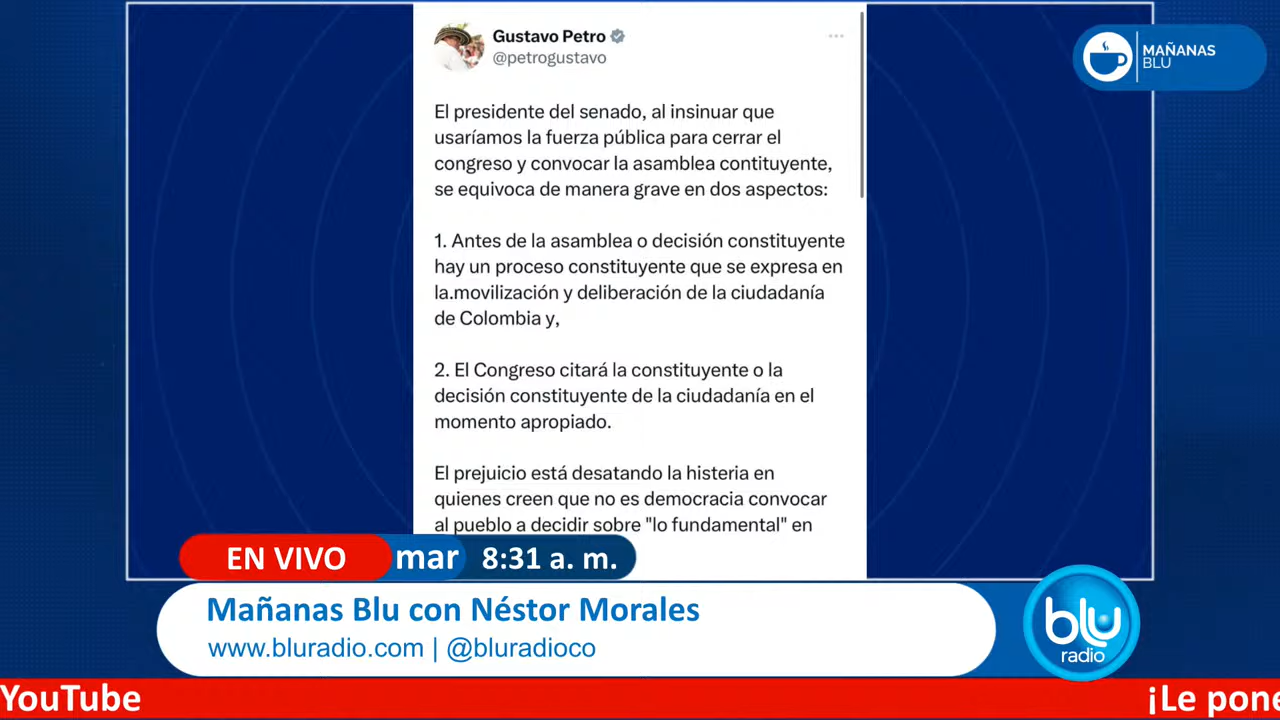 Gustavo Petro
@petrogustavo
MAÑANAS
BLU
El presidente del senado, al insinuar que
usaríamos la fuerza pública para cerrar el
congreso y convocar la asamblea contituyente,
se equivoca de manera grave en dos aspectos:
1. Antes de la asamblea o decisión constituyente
hay un proceso constituyente que se expresa en
la.movilización y deliberación de la ciudadanía
de Colombia y,
2. El Congreso citará la constituyente o la
decisión constituyente de la ciudadanía en el
momento apropiado.
El prejuicio está desatando la histeria en
quienes creen que no es democracia convocar
al pueblo a decidir sobre "lo fundamental" en
EN VIVO mar 8:31 a. m.
Mañanas Blu con Néstor Morales
www.bluradio.com | @bluradioco
blu
radio
YouTube ¡Le pone